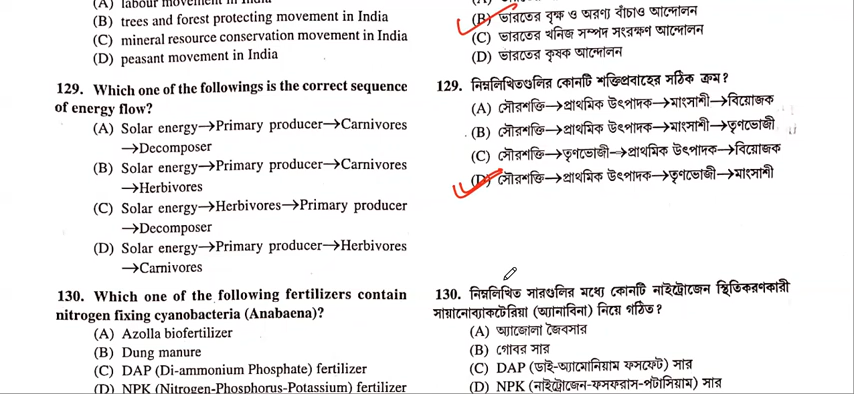 (A) labour movement in India
(B) trees and forest protecting movement in India
(C) mineral resource conservation movement in India
(D) peasant movement in India
129. Which one of the followings is the correct sequence
of energy flow?
(A) Solar energy→Primary producer→Carnivores
→Decomposer
(B) Solar energy→Primary producer→Carnivores
→Herbivores
(C) Solar energy→Herbivores→Primary producer
→Decomposer
(D) Solar energy→Primary producer→Herbivores
→Carnivores
130. Which one of the following fertilizers contain
nitrogen fixing cyanobacteria (Anabaena)?
(A) Azolla biofertilizer
(B) Dung manure
(C) DAP (Di-ammonium Phosphate) fertilizer
(D) NPK (Nitrogen-Phosphorus-Potassium) fertilizer
(B) ভারতের বৃক্ষ ও অরণ্য বাঁচাও আন্দোলন
(C) ভারতের খনিজ সম্পদ সংরক্ষণ আন্দোলন
(D) ভারতের কৃষক আন্দোলন
129. নিম্নলিখিতগুলির কোনটি শক্তিপ্রবাহের সঠিক ক্রম?
(A) সৌরশক্তি→প্রাথমিক উৎপাদক→মাংসাশী→বিয়োজক
(B) সৌরশক্তি→প্রাথমিক উৎপাদক→মাংসাশী→তৃণভোজী
(C) সৌরশক্তি→তৃণভোজী→প্রাথমিক উৎপাদক→বিয়োজক
(D) সৌরশক্তি→প্রাথমিক উৎপাদক→তৃণভোজী→মাংসাশী
130. নিম্নলিখিত সারগুলির মধ্যে কোনটি নাইট্রোজেন স্থিতিকরণকারী
সায়ানোব্যাকটেরিয়া (অ্যানাবিনা) নিয়ে গঠিত?
(A) অ্যাজোলা জৈবসার
(B) গোবর সার
(C) DAP (ডাই-অ্যামোনিয়াম ফসফেট) সার
(D) NPK (নাইট্রোজেন-ফসফরাস-পটাসিয়াম) সার